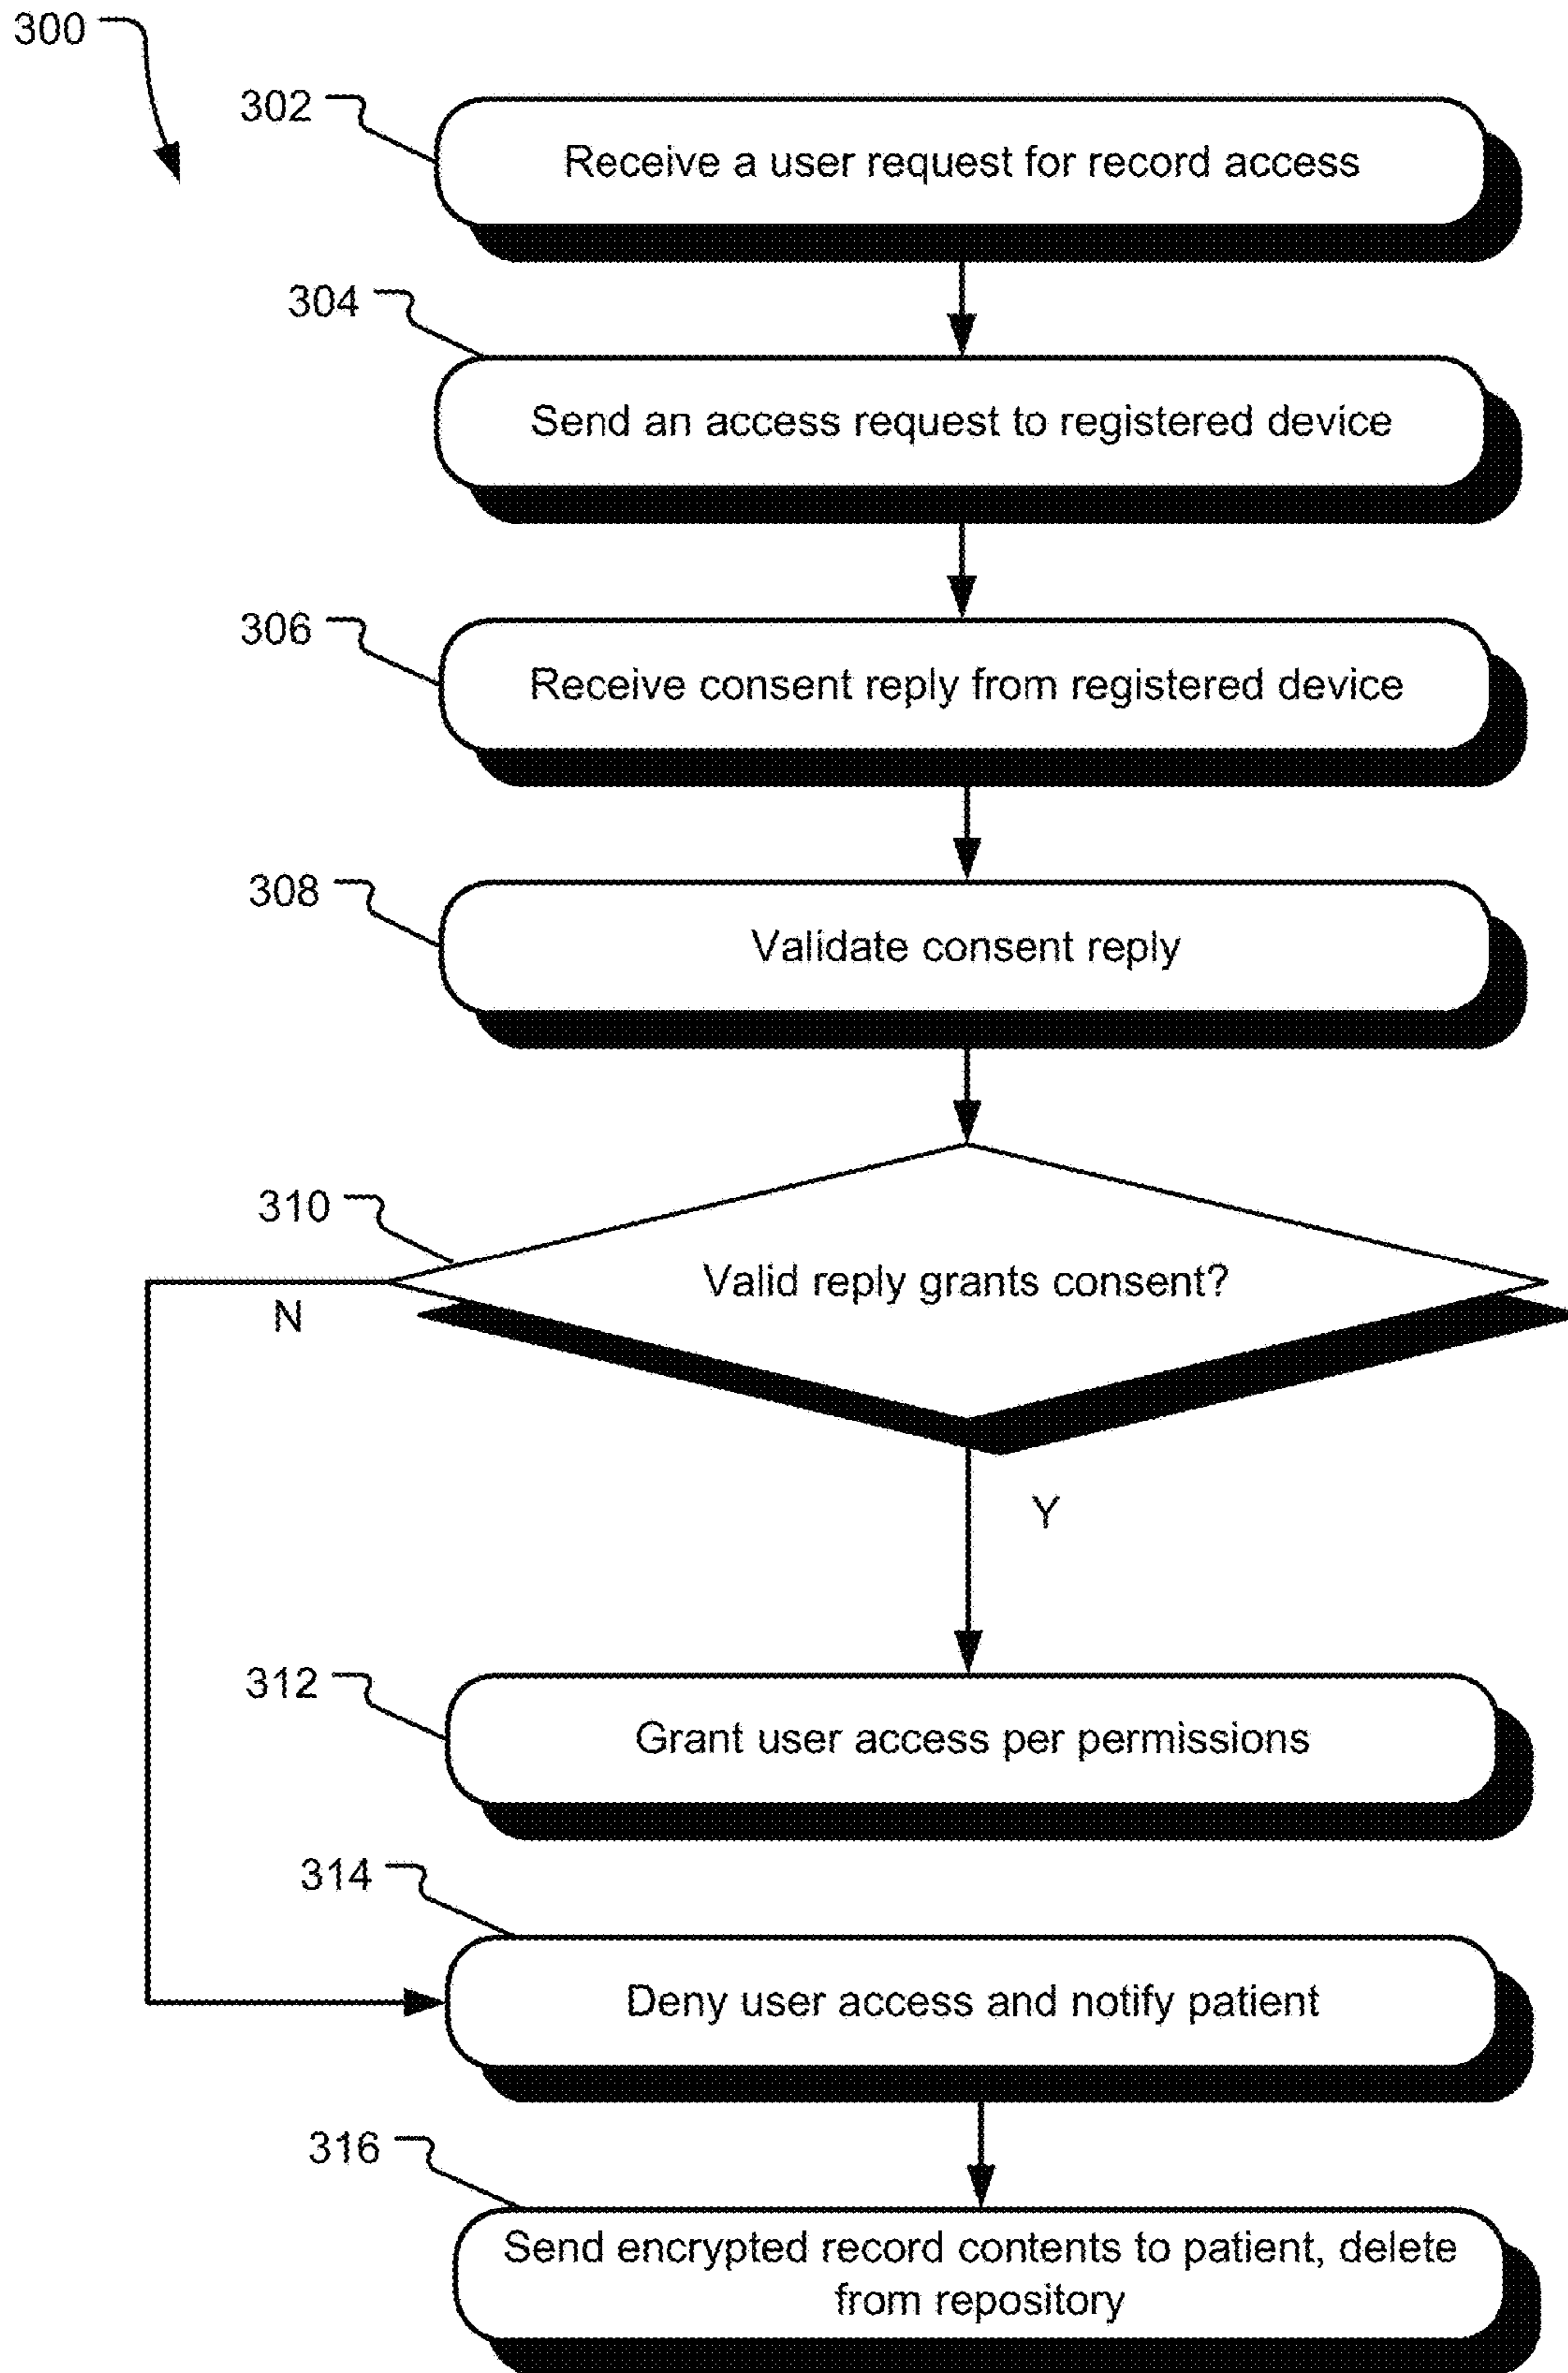 300
302
Receive a user request for record access
304
Send an access request to registered device
306
Receive consent reply from registered device
308
Validate consent reply
310
Valid reply grants consent?
N
Y
312
Grant user access per permissions
314
Deny user access and notify patient
316
Send encrypted record contents to patient, delete
from repository